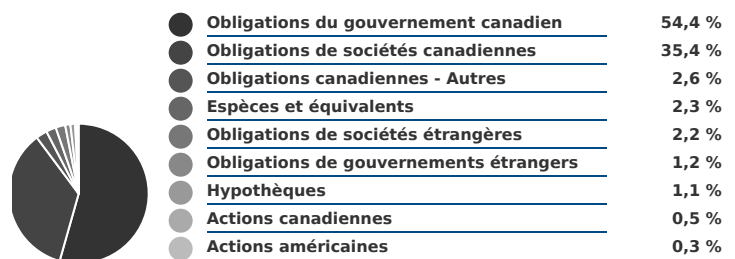 Obligations du gouvernement canadien 54,4 %
Obligations de sociétés canadiennes 35,4 %
Obligations canadiennes - Autres 2,6 %
Espèces et équivalents 2,3 %
Obligations de sociétés étrangères 2,2 %
Obligations de gouvernements étrangers 1,2 %
Hypothèques 1,1 %
Actions canadiennes 0,5 %
Actions américaines 0,3 %